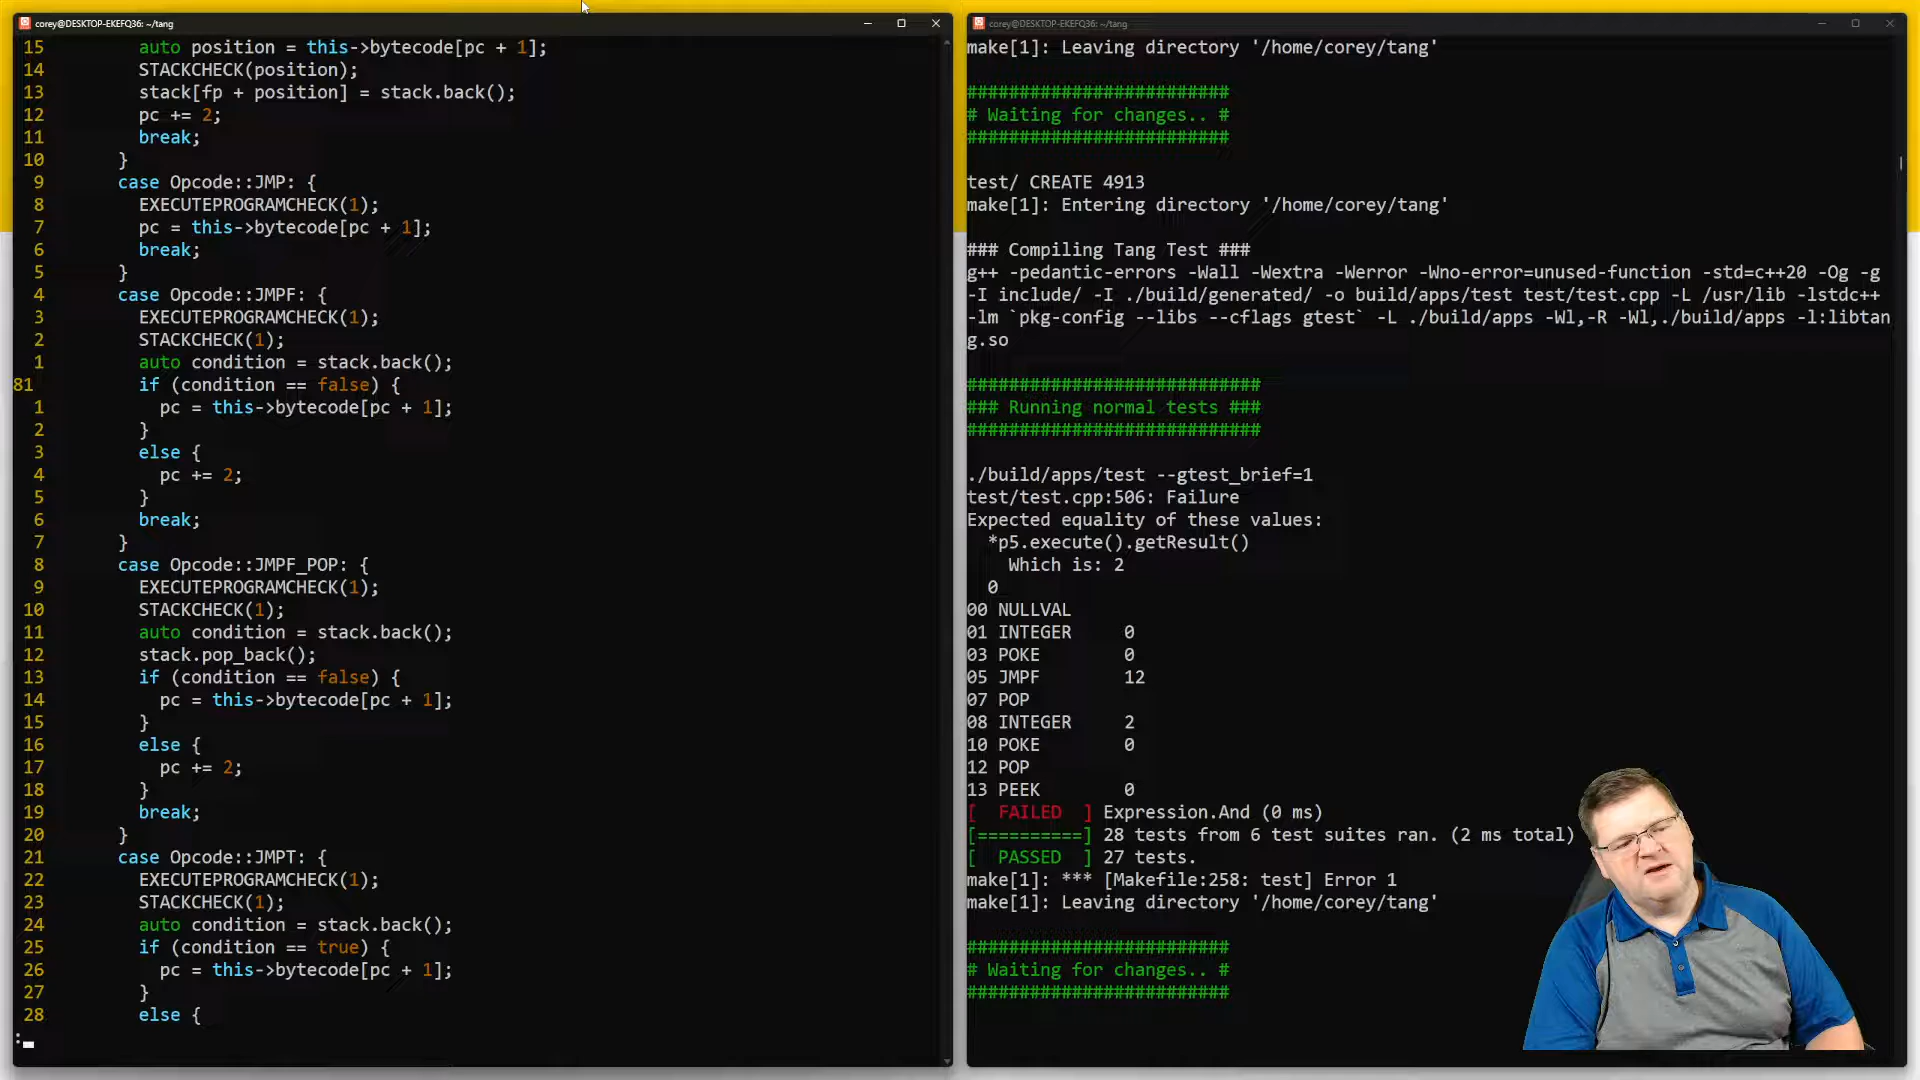 corey@DESKTOP-EKEFQ36: ~/tang
15 auto position = this->bytecode[pc + 1];
14 STACKCHECK(position);
13 stack[fp + position] = stack.back();
12 pc += 2;
11 break;
10 }
9 case Opcode::JMP: {
8 EXECUTEPROGRAMCHECK(1);
7 pc = this->bytecode[pc + 1];
6 break;
5 }
4 case Opcode::JMPF: {
3 EXECUTEPROGRAMCHECK(1);
2 STACKCHECK(1);
1 auto condition = stack.back();
81 if (condition == false) {
1 pc = this->bytecode[pc + 1];
2 }
3 else {
4 pc += 2;
5 }
6 break;
7 }
8 case Opcode::JMPF_POP: {
9 EXECUTEPROGRAMCHECK(1);
10 STACKCHECK(1);
11 auto condition = stack.back();
12 stack.pop_back();
13 if (condition == false) {
14 pc = this->bytecode[pc + 1];
15 }
16 else {
17 pc += 2;
18 }
19 break;
20 }
21 case Opcode::JMPT: {
22 EXECUTEPROGRAMCHECK(1);
23 STACKCHECK(1);
24 auto condition = stack.back();
25 if (condition == true) {
26 pc = this->bytecode[pc + 1];
27 }
28 else {
:
corey@DESKTOP-EKEFQ36: ~/tang
make[1]: Leaving directory '/home/corey/tang'
#########################
# Waiting for changes.. #
#########################
test/ CREATE 4913
make[1]: Entering directory '/home/corey/tang'
### Compiling Tang Test ###
g++ -pedantic-errors -Wall -Wextra -Werror -Wno-error=unused-function -std=c++20 -Og -g
-I include/ -I ./build/generated/ -o build/apps/test test/test.cpp -L /usr/lib -lstdc++
-lm `pkg-config --libs --cflags gtest` -L ./build/apps -Wl,-R -Wl,./build/apps -l:libtan
g.so
############################
### Running normal tests ###
############################
./build/apps/test --gtest_brief=1
test/test.cpp:506: Failure
Expected equality of these values:
*p5.execute().getResult()
Which is: 2
0
00 NULLVAL
01 INTEGER 0
03 POKE 0
05 JMPF 12
07 POP
08 INTEGER 2
10 POKE 0
12 POP
13 PEEK 0
[ FAILED ] Expression.And (0 ms)
[==========] 28 tests from 6 test suites ran. (2 ms total)
[ PASSED ] 27 tests.
make[1]: *** [Makefile:258: test] Error 1
make[1]: Leaving directory '/home/corey/tang'
#########################
# Waiting for changes.. #
#########################